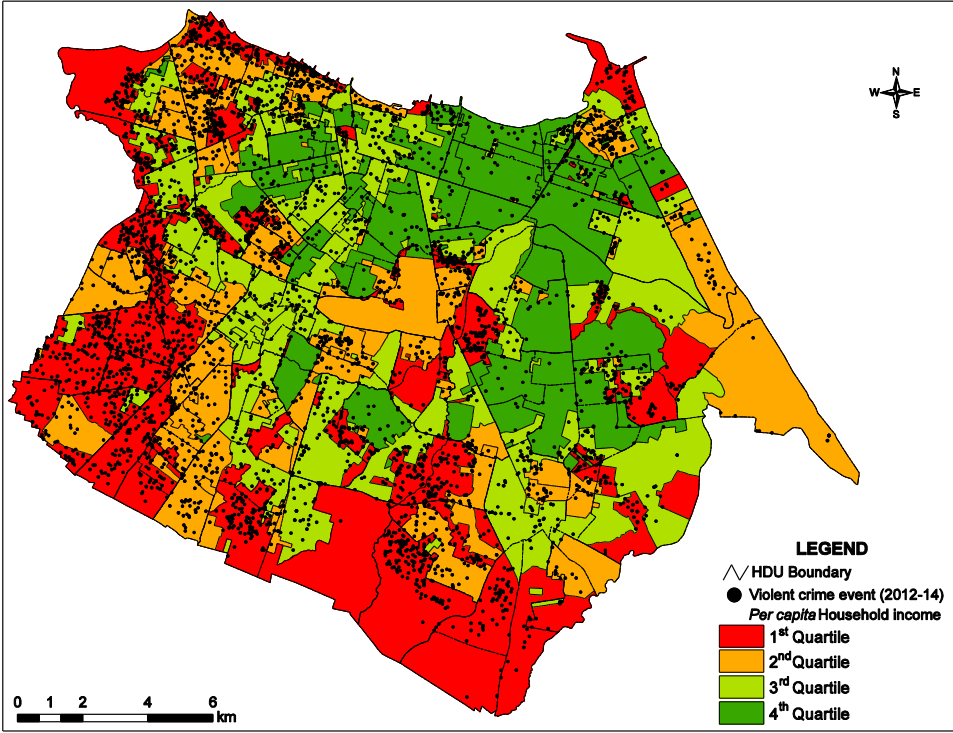 N
W E
S
LEGEND
HDU Boundary
Violent crime event (2012-14)
Per capita Household income
1st Quartile
2nd Quartile
3rd Quartile
4th Quartile
0 1 2 4 6
km